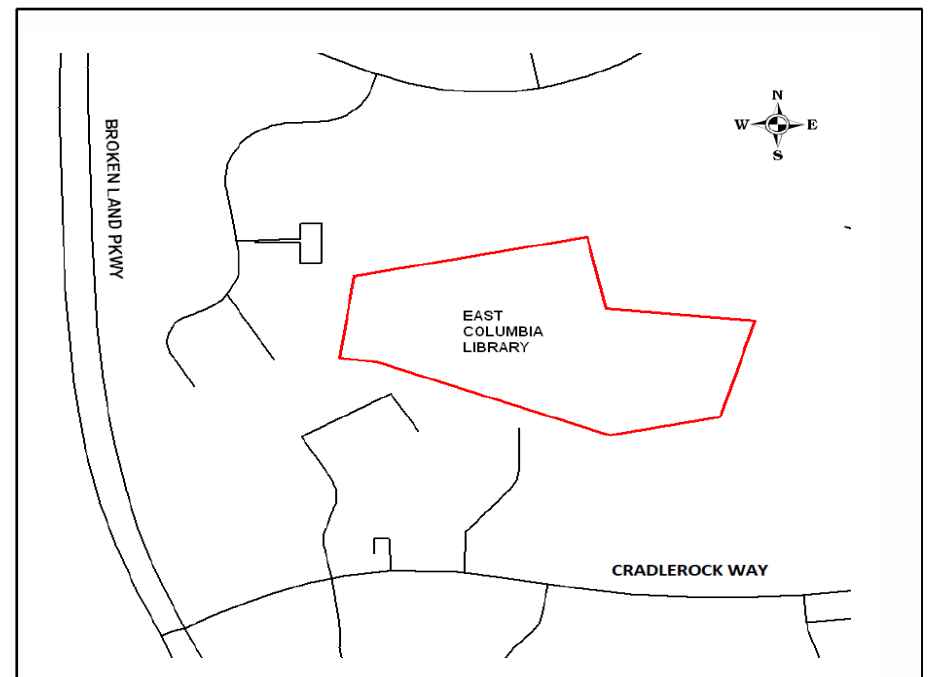 N
W E
S
BROKEN LAND PKWY
EAST
COLUMBIA
LIBRARY
CRADLEROCK WAY